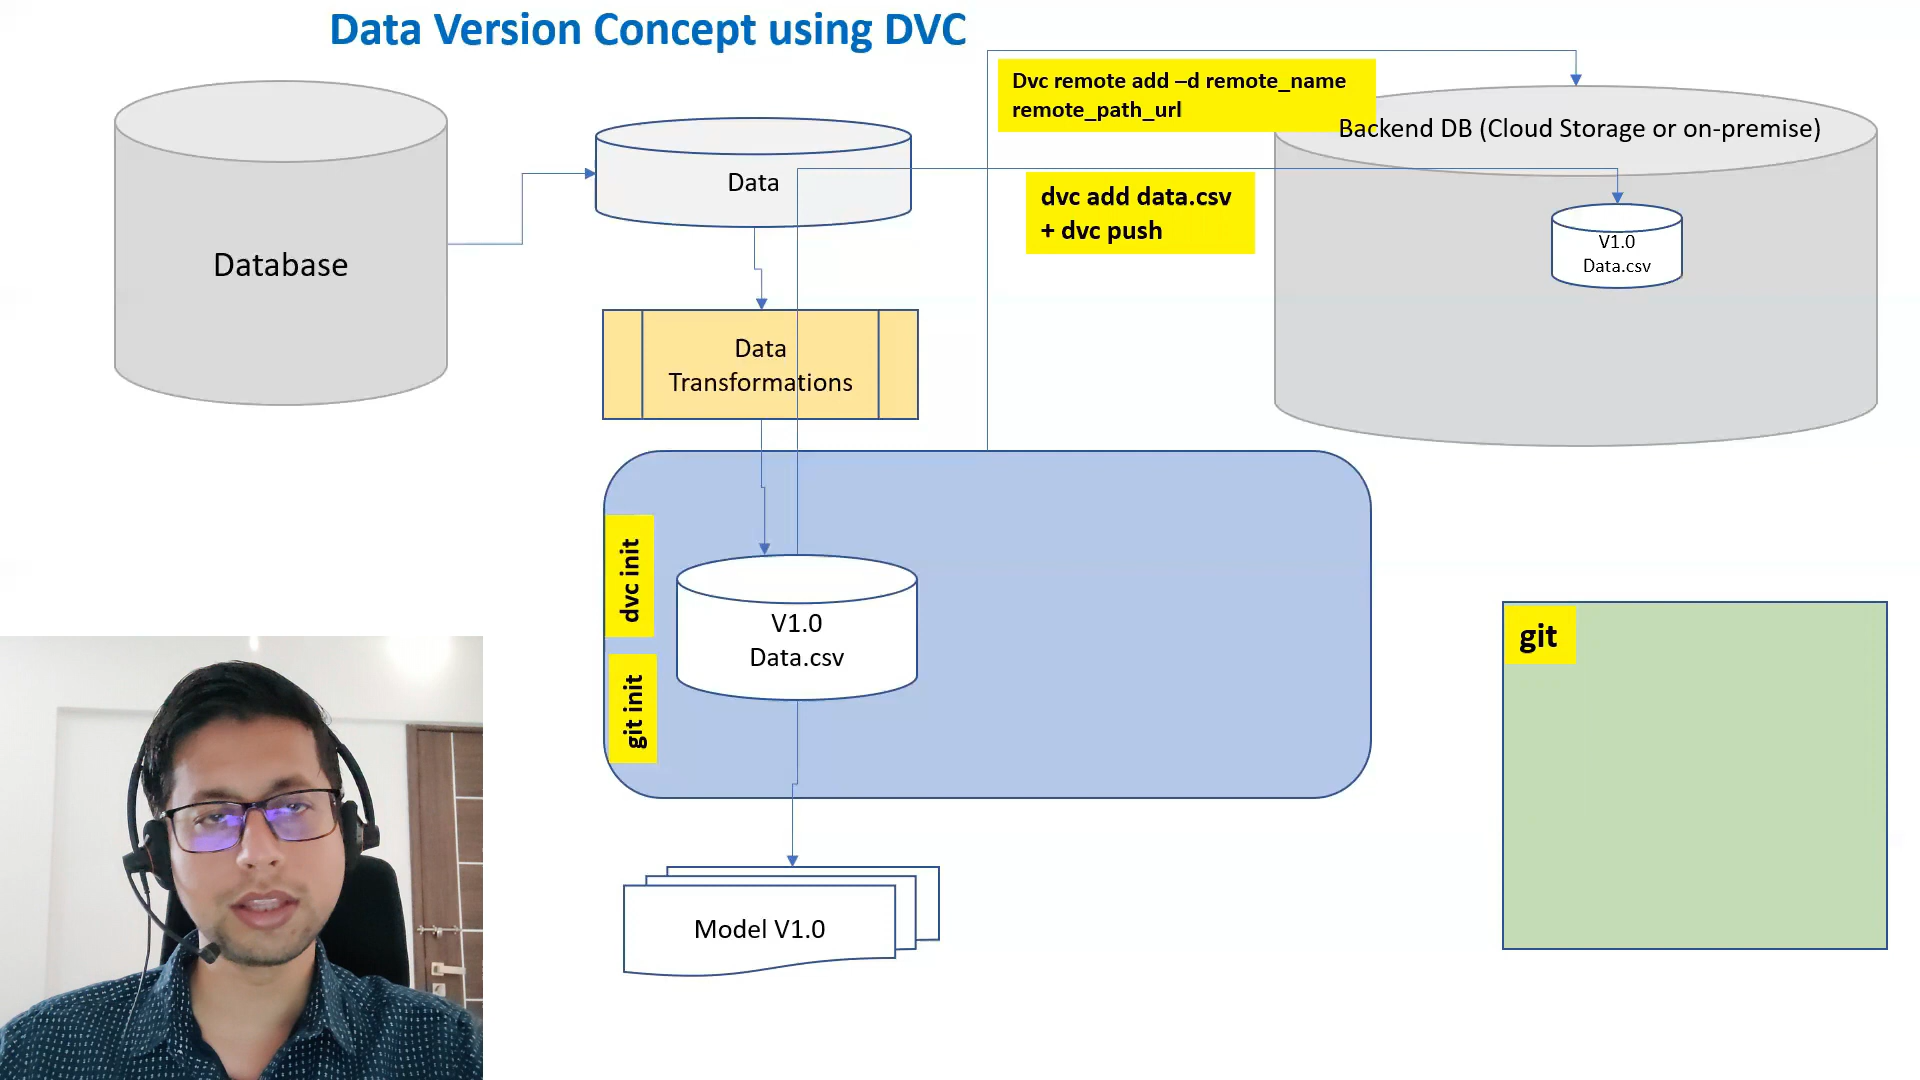 Data Version Concept using DVC
Dvc remote add –d remote_name
remote_path_url
Backend DB (Cloud Storage or on-premise)
Data
dvc add data.csv
+ dvc push
V1.0
Data.csv
Database
Data
Transformations
dvc init
git init
V1.0
Data.csv
git
Model V1.0